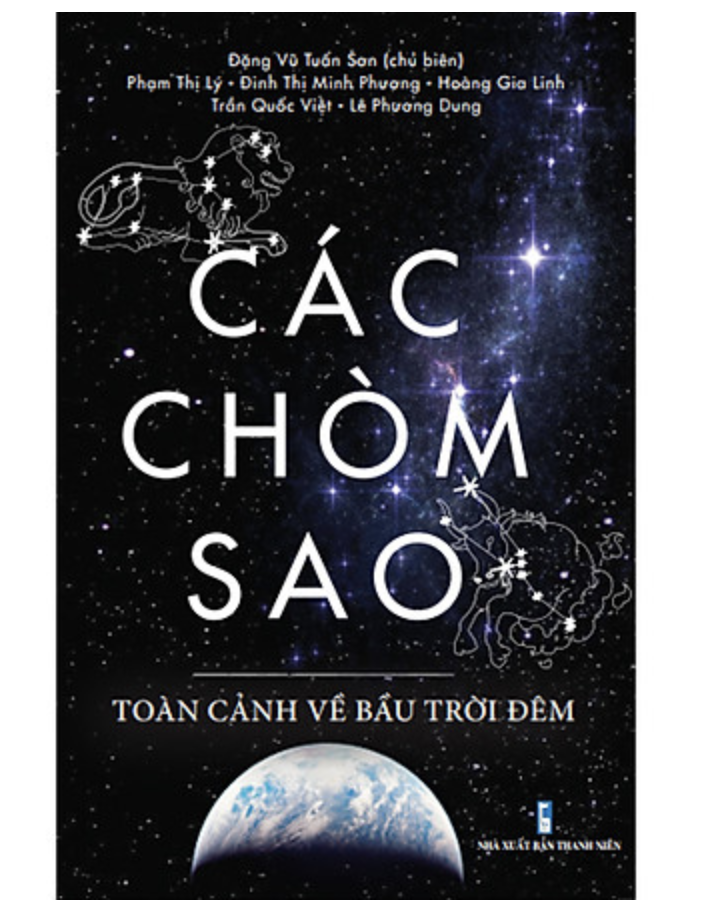 Đặng Vũ Tuấn Sơn (chủ biên)
Phạm Thị Lý - Đinh Thị Minh Phượng - Hoàng Gia Linh
Trần Quốc Việt - Lê Phương Dung
CÁC
CHÒM
SAO
TOÀN CẢNH VỀ BẦU TRỜI ĐÊM
NHÀ XUẤT BẢN THANH NIÊN